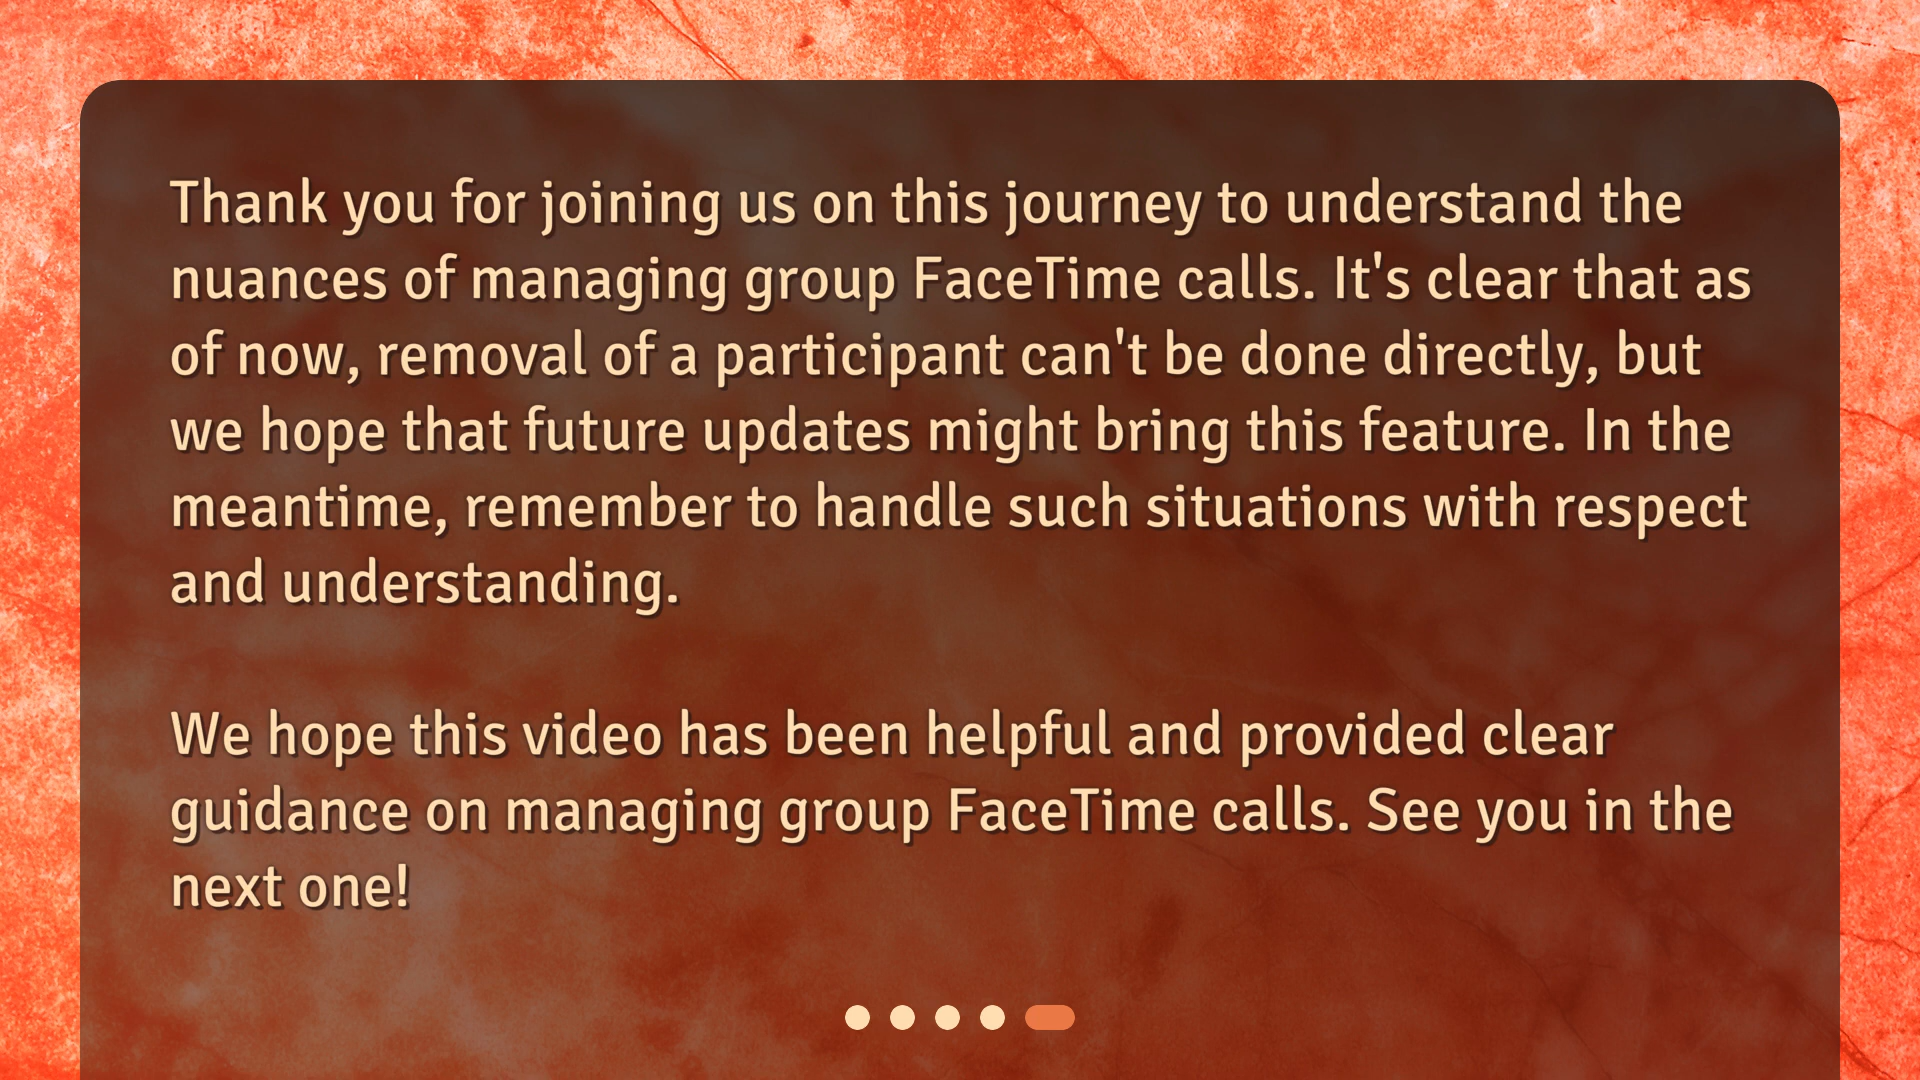 Thank you for joining us on this journey to understand the
nuances of managing group FaceTime calls. It's clear that as
of now, removal of a participant can't be done directly, but
we hope that future updates might bring this feature. In the
meantime, remember to handle such situations with respect
and understanding.
We hope this video has been helpful and provided clear
guidance on managing group FaceTime calls. See you in the
next one!